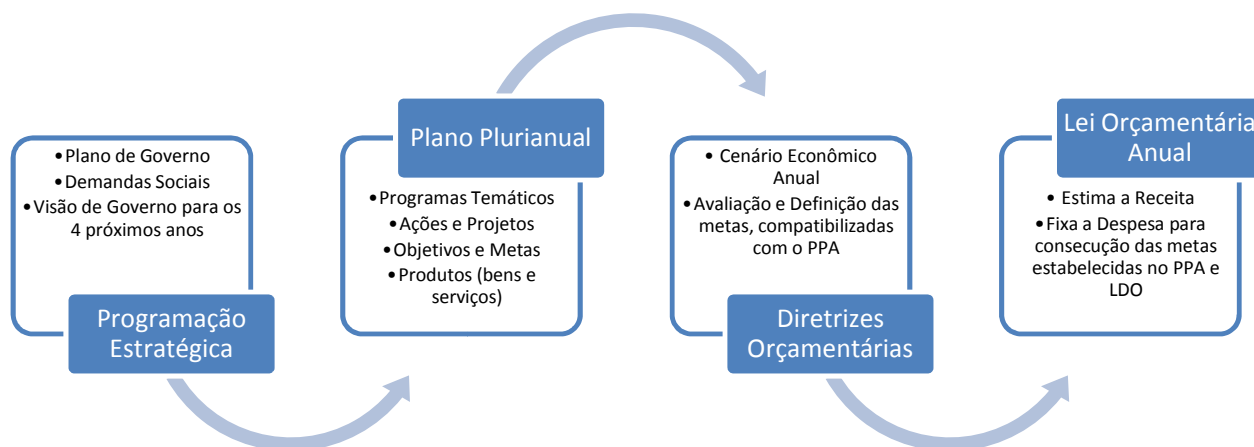 • Plano de Governo
• Demandas Sociais
• Visão de Governo para os
4 próximos anos
Programação
Estratégica
Plano Plurianual
• Programas Temáticos
• Ações e Projetos
• Objetivos e Metas
• Produtos (bens e
serviços)
• Cenário Econômico
Anual
• Avaliação e Definição das
metas, compatibilizadas
com o PPA
Diretrizes
Orçamentárias
Lei Orçamentária
Anual
• Estima a Receita
• Fixa a Despesa para
consecução das metas
estabelecidas no PPA e
LDO